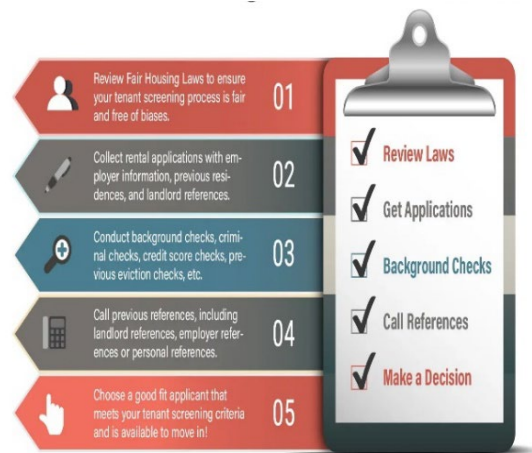 Review Fair Housing Laws to ensure
your tenant screening process is fair
and free of biases.
01
Collect rental applications with em-
ployer information, previous resi-
dences, and landlord references.
02
Conduct background checks, crimi-
nal checks, credit score checks, pre-
vious eviction checks, etc.
03
Call previous references, including
landlord references, employer refer-
ences or personal references.
04
Choose a good fit applicant that
meets your tenant screening criteria
and is available to move in!
05
Review Laws
Get Applications
Background Checks
Call References
Make a Decision